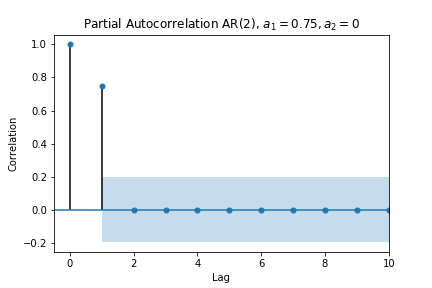 Partial Autocorrelation AR(2), $a_1 = 0.75, a_2 = 0$
1.0
0.8
0.6
0.4
0.2
0.0
−0.2
Correlation
0 2 4 6 8 10
Lag